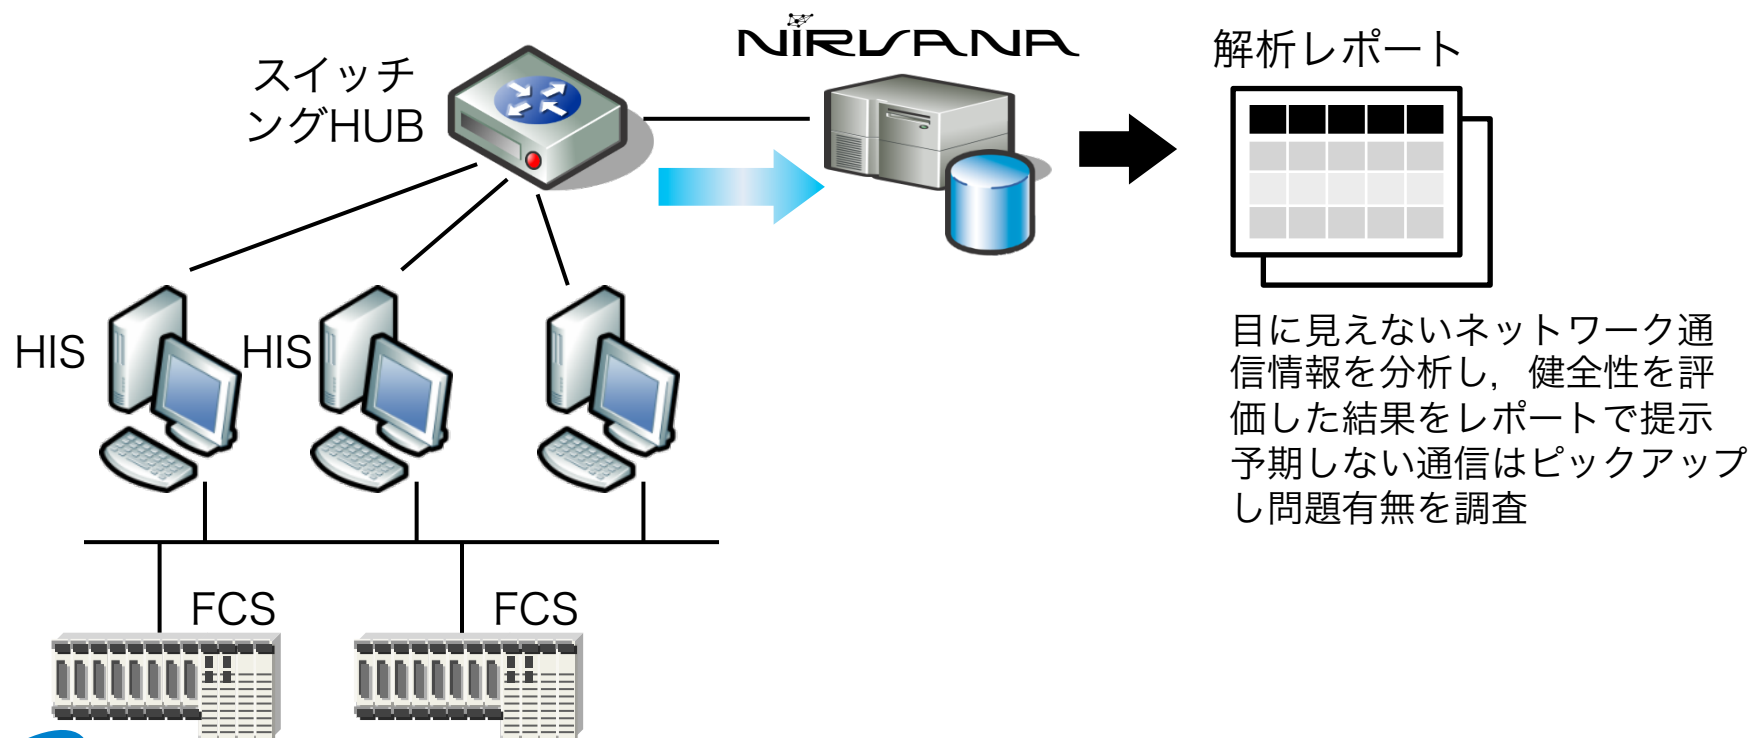 NIRVANA
解析レポート
スイッチ
ングHUB
HIS
HIS
目に見えないネットワーク通
信情報を分析し，健全性を評
価した結果をレポートで提示
予期しない通信はピックアップ
し問題有無を調査
FCS
FCS